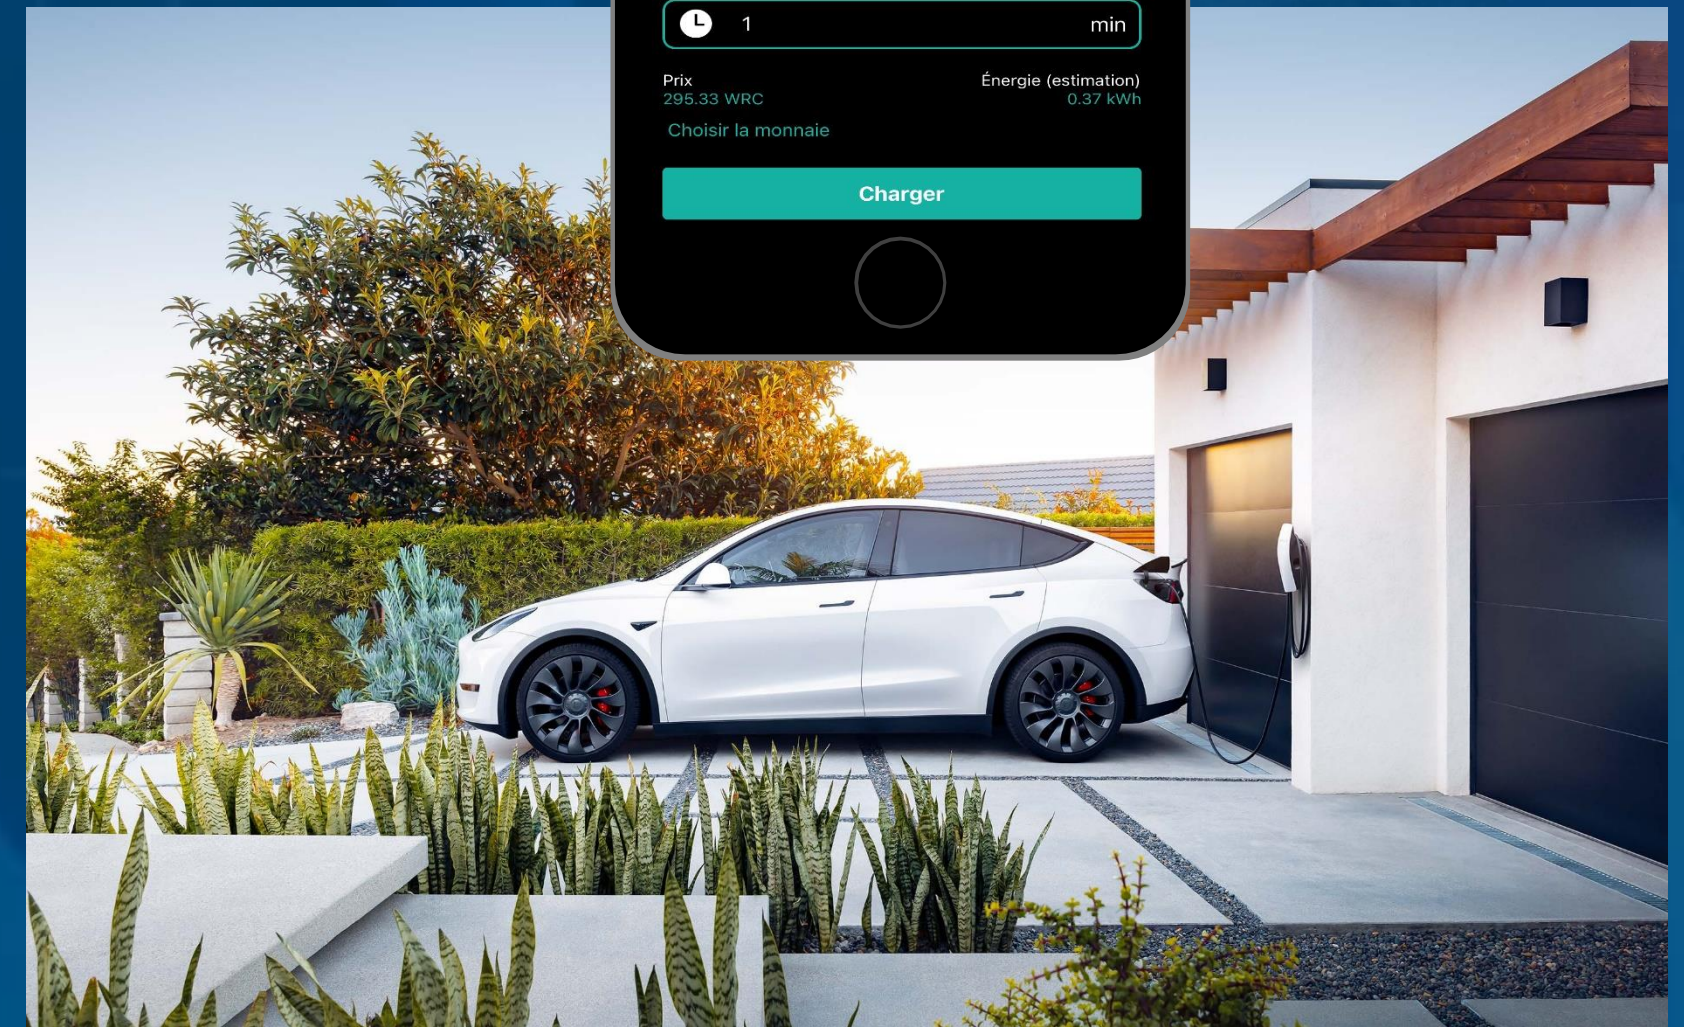 1 min
Prix Énergie (estimation)
295.33 WRC 0.37 kWh
Choisir la monnaie
Charger